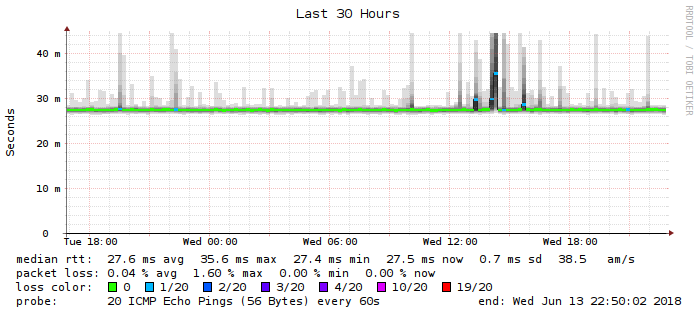 Last 30 Hours
RRDTOOL / TOBI OETIKER
Seconds
40 m
30 m
20 m
10 m
0
Tue 18:00 Wed 00:00 Wed 06:00 Wed 12:00 Wed 18:00
median rtt: 27.6 ms avg 35.6 ms max 27.4 ms min 27.5 ms now 0.7 ms sd 38.5 am/s
packet loss: 0.04 % avg 1.60 % max 0.00 % min 0.00 % now
loss color: 0 1/20 2/20 3/20 4/20 10/20 19/20
probe: 20 ICMP Echo Pings (56 Bytes) every 60s end: Wed Jun 13 22:50:02 2018